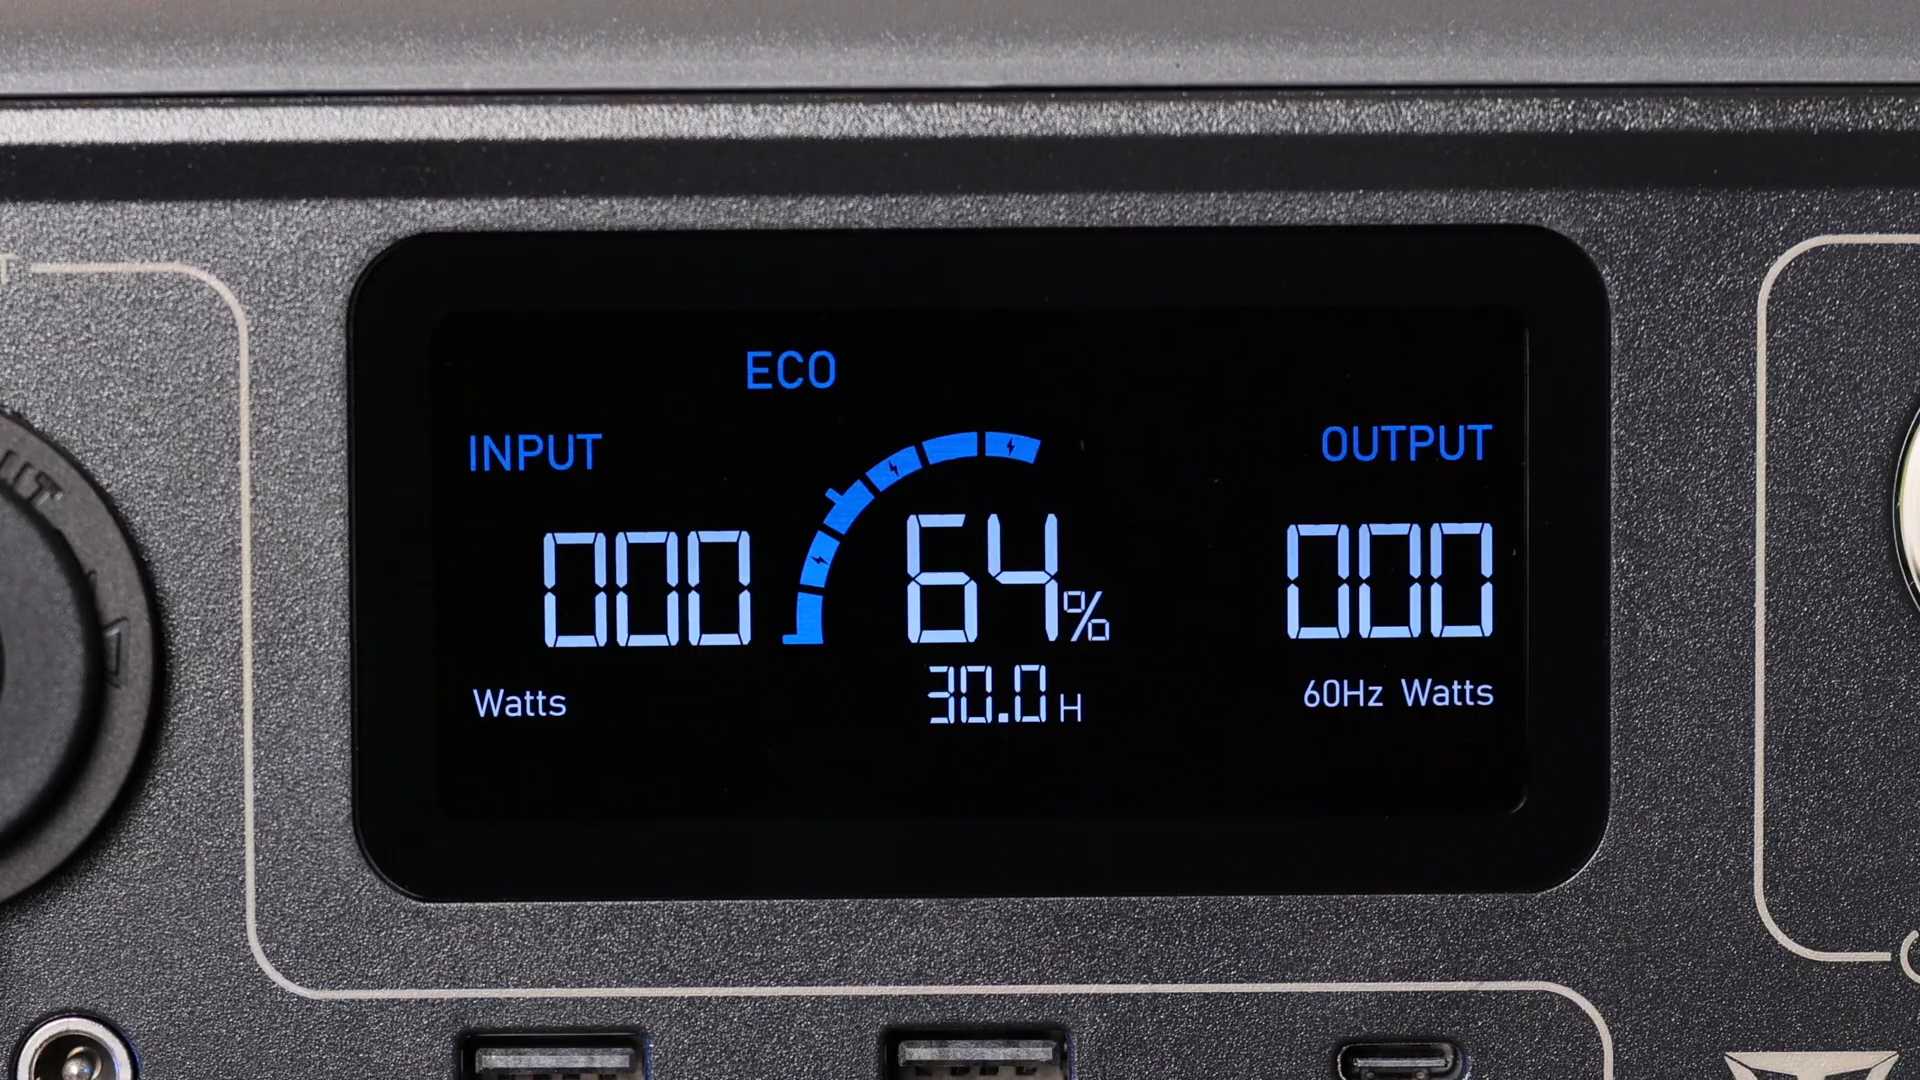 ECO
INPUT
OUTPUT
000
64%
000
30.0 H
Watts
60Hz Watts